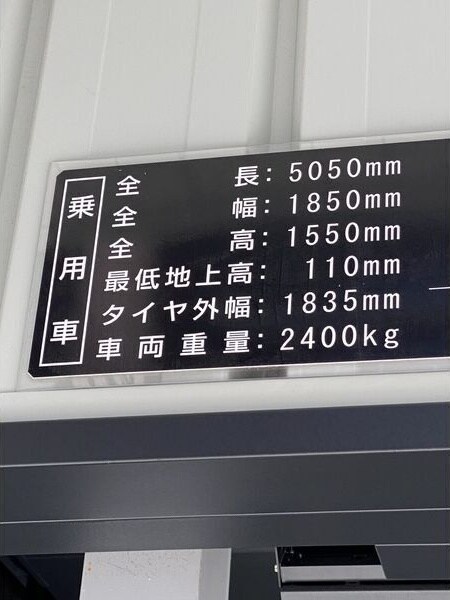 乗用車
全長: 5050mm
全幅: 1850mm
全高: 1550mm
最低地上高: 110mm
タイヤ外幅: 1835mm
車両重量: 2400kg